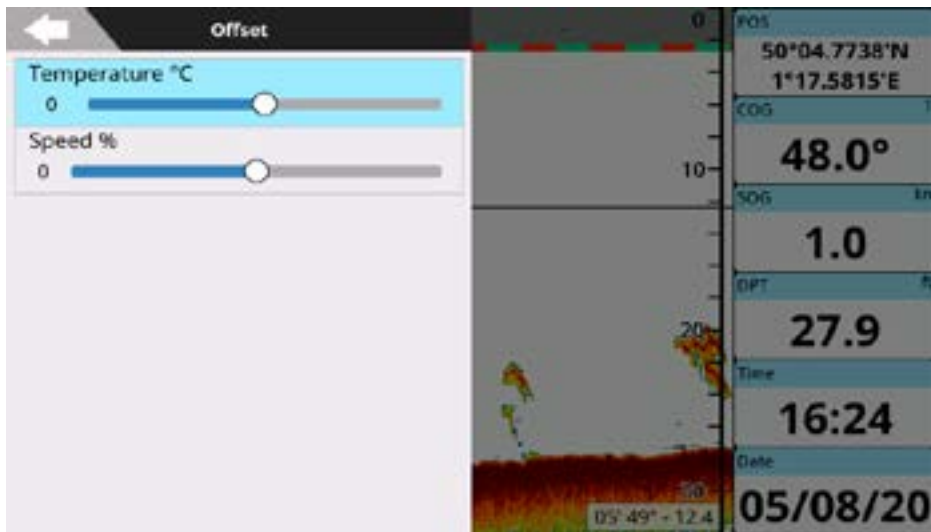 Offset
Temperature °C
0
Speed %
0
0
10
20
05' 49" - 12.4
POS
50°04.7738'N
1°17.5815'E
COG
48.0°
SOG
1.0
DPT
27.9
Time
16:24
Date
05/08/20